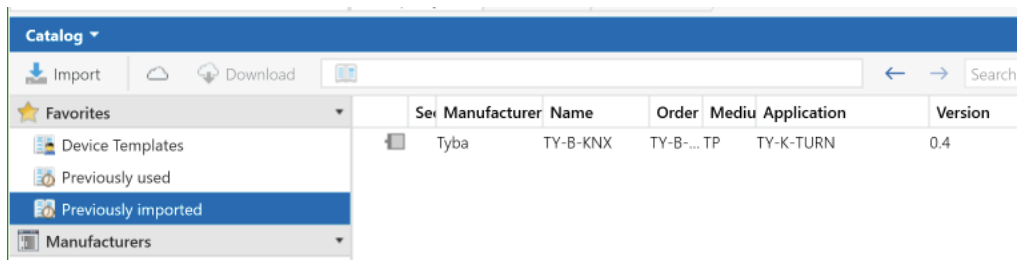 Catalog
Import Download Search
Favorites
Sec Manufacturer Name Order Mediu Application Version
Device Templates
Tyba TY-B-KNX TY-B-... TP TY-K-TURN 0.4
Previously used
Previously imported
Manufacturers